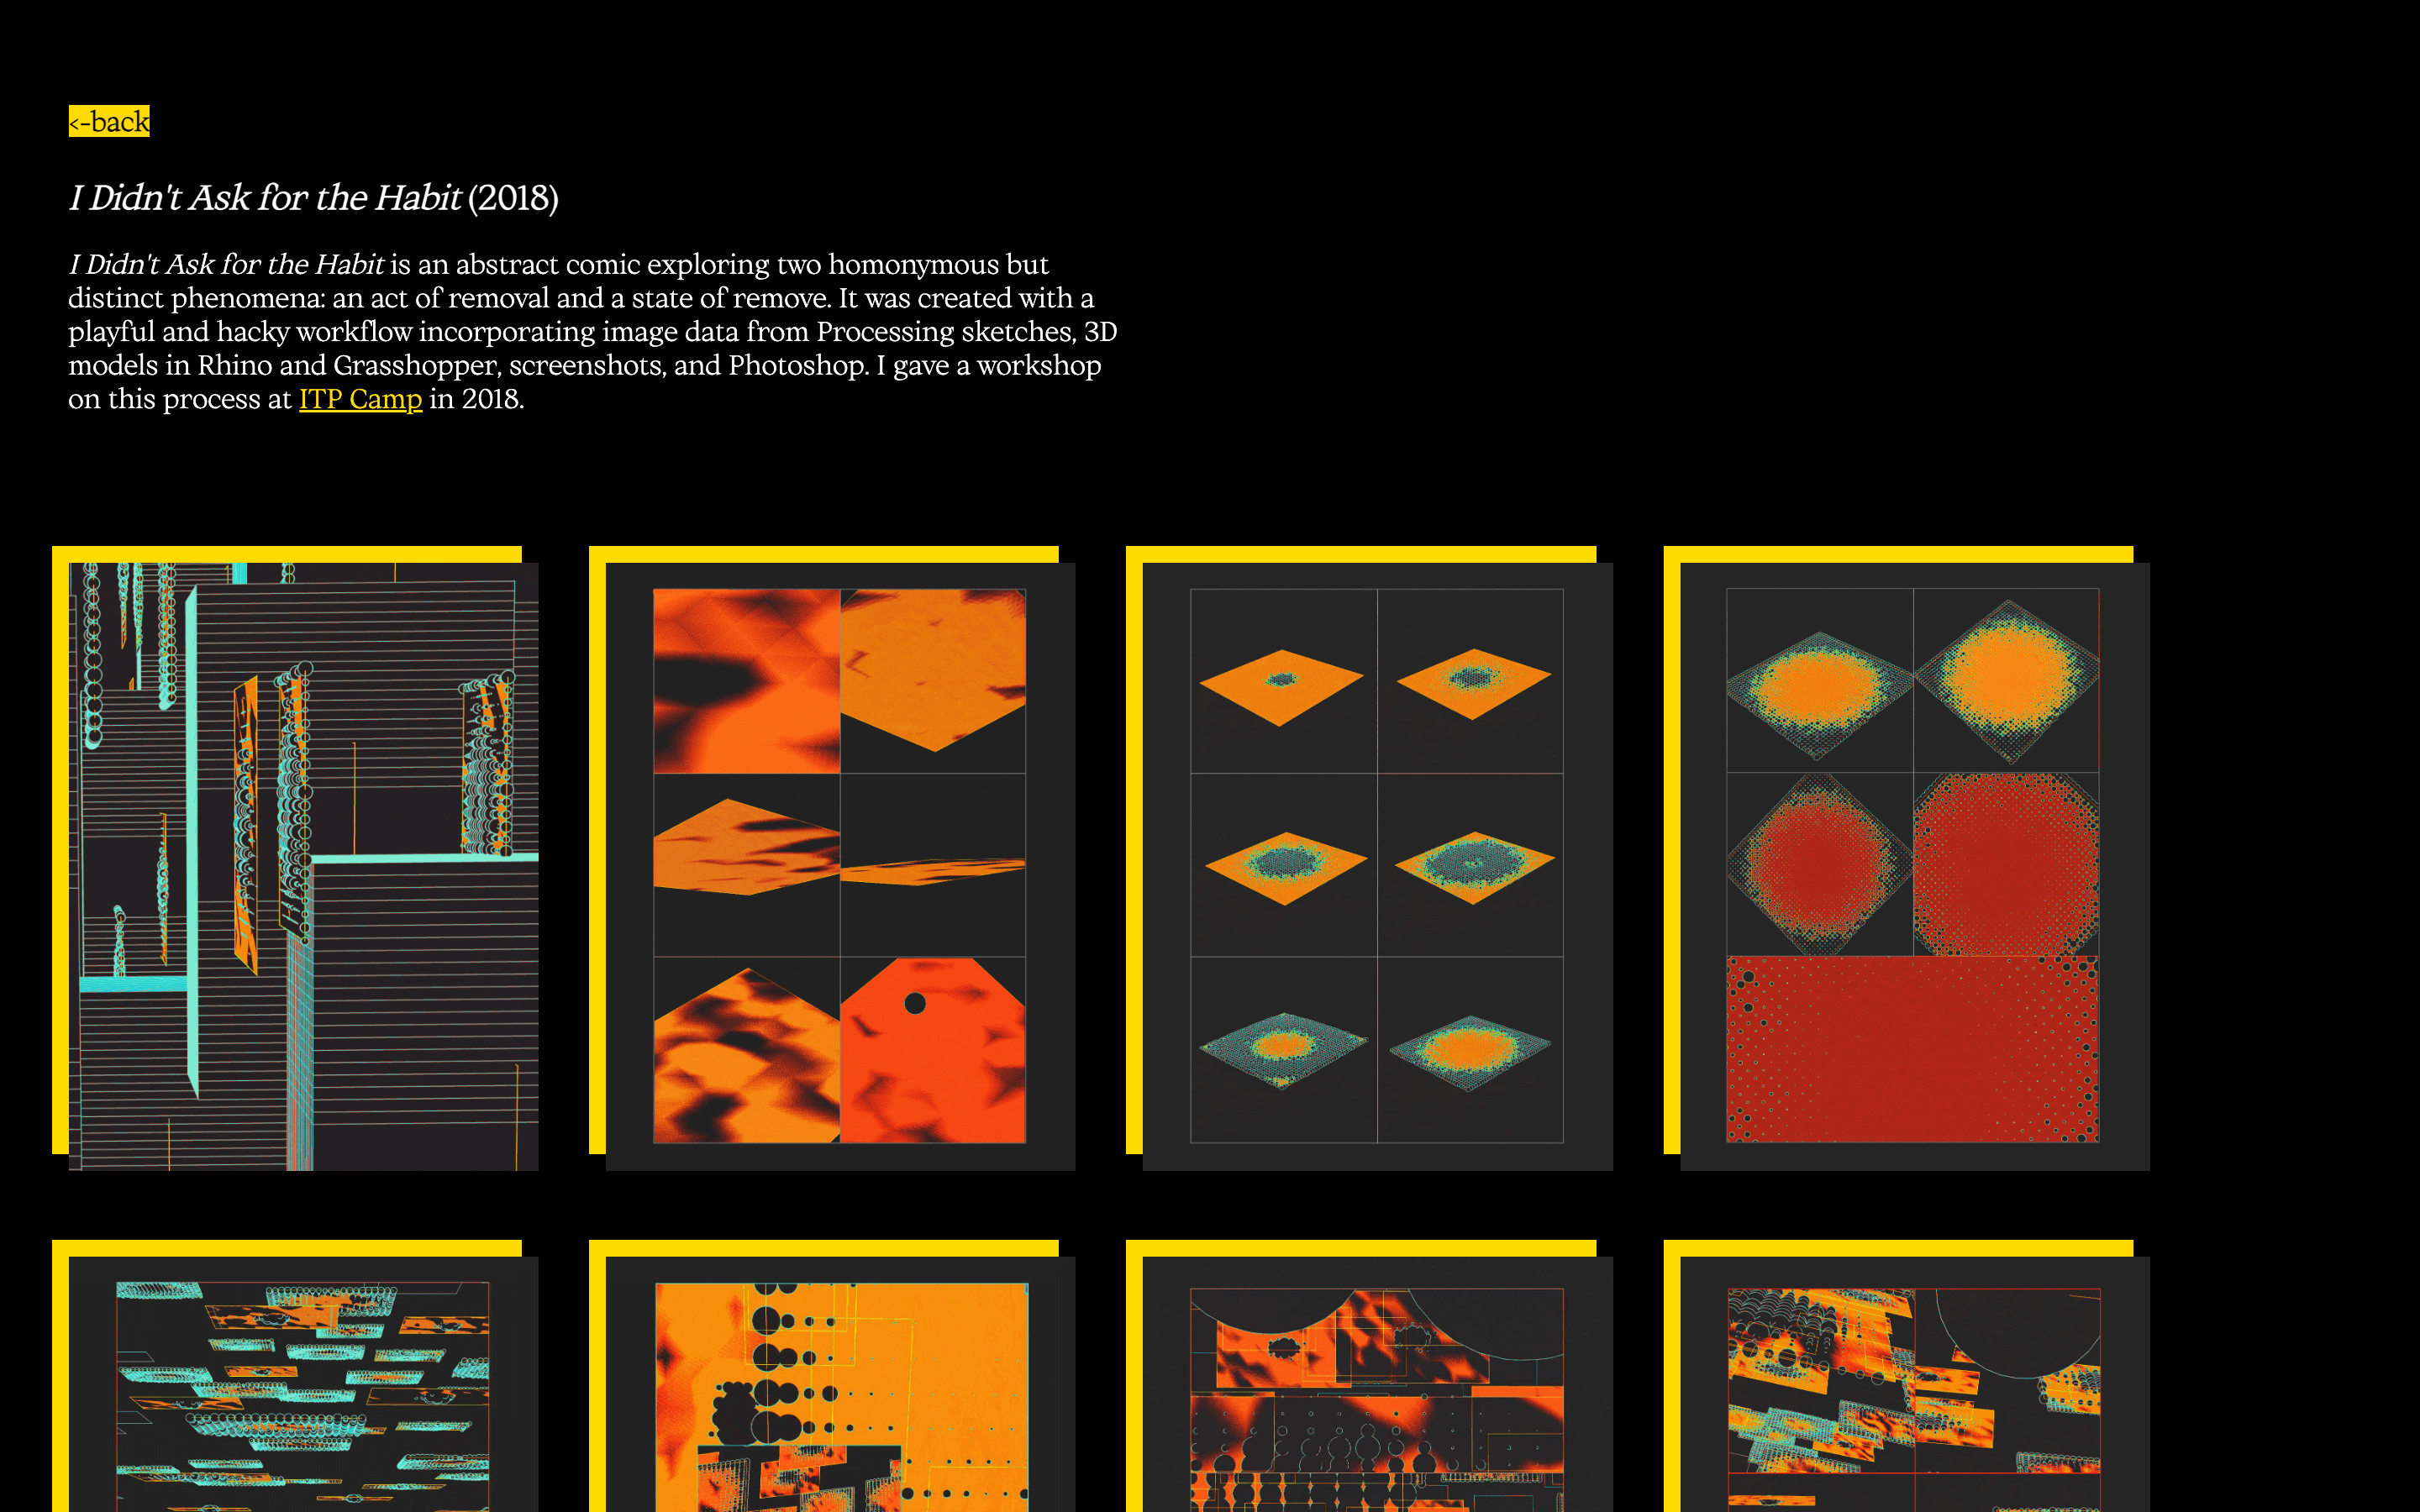 <-back
I Didn't Ask for the Habit (2018)
I Didn't Ask for the Habit is an abstract comic exploring two homonymous but
distinct phenomena: an act of removal and a state of remove. It was created with a
playful and hacky workflow incorporating image data from Processing sketches, 3D
models in Rhino and Grasshopper, screenshots, and Photoshop. I gave a workshop
on this process at ITP Camp in 2018.